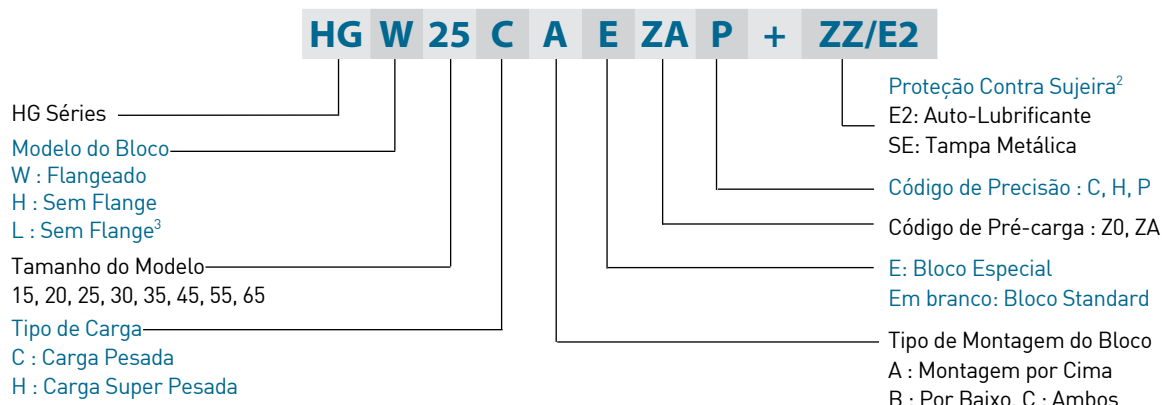 HG W 25 C A E ZA P + ZZ/E2
HG Séries
Modelo do Bloco
W : Flangeado
H : Sem Flange
L : Sem Flange³
Tamanho do Modelo
15, 20, 25, 30, 35, 45, 55, 65
Tipo de Carga
C : Carga Pesada
H : Carga Super Pesada
Proteção Contra Sujeira²
E2: Auto-Lubrificante
SE: Tampa Metálica
Código de Precisão : C, H, P
Código de Pré-carga : Z0, ZA
E: Bloco Especial
Em branco: Bloco Standard
Tipo de Montagem do Bloco
A : Montagem por Cima
B : Por Baixo, C : Ambos